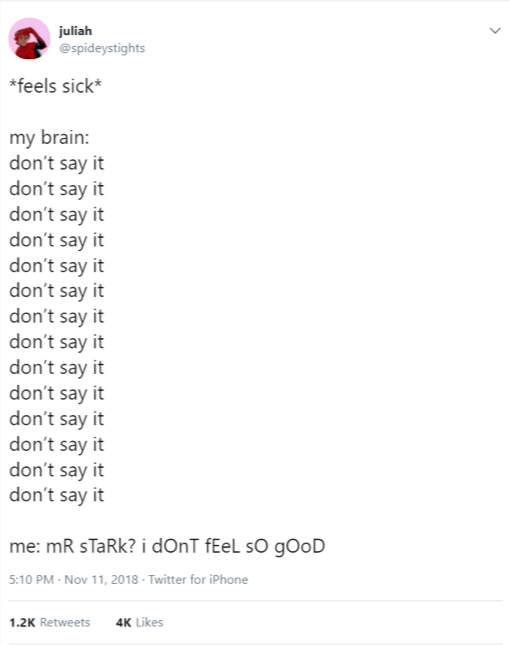 juliah
@spideystights
*feels sick*
my brain:
don't say it
don't say it
don't say it
don't say it
don't say it
don't say it
don't say it
don't say it
don't say it
don't say it
don't say it
don't say it
don't say it
don't say it
me: mR sTaRk? i dOnT fEeL sO gOoD
5:10 PM · Nov 11, 2018 · Twitter for iPhone
1.2K Retweets 4K Likes